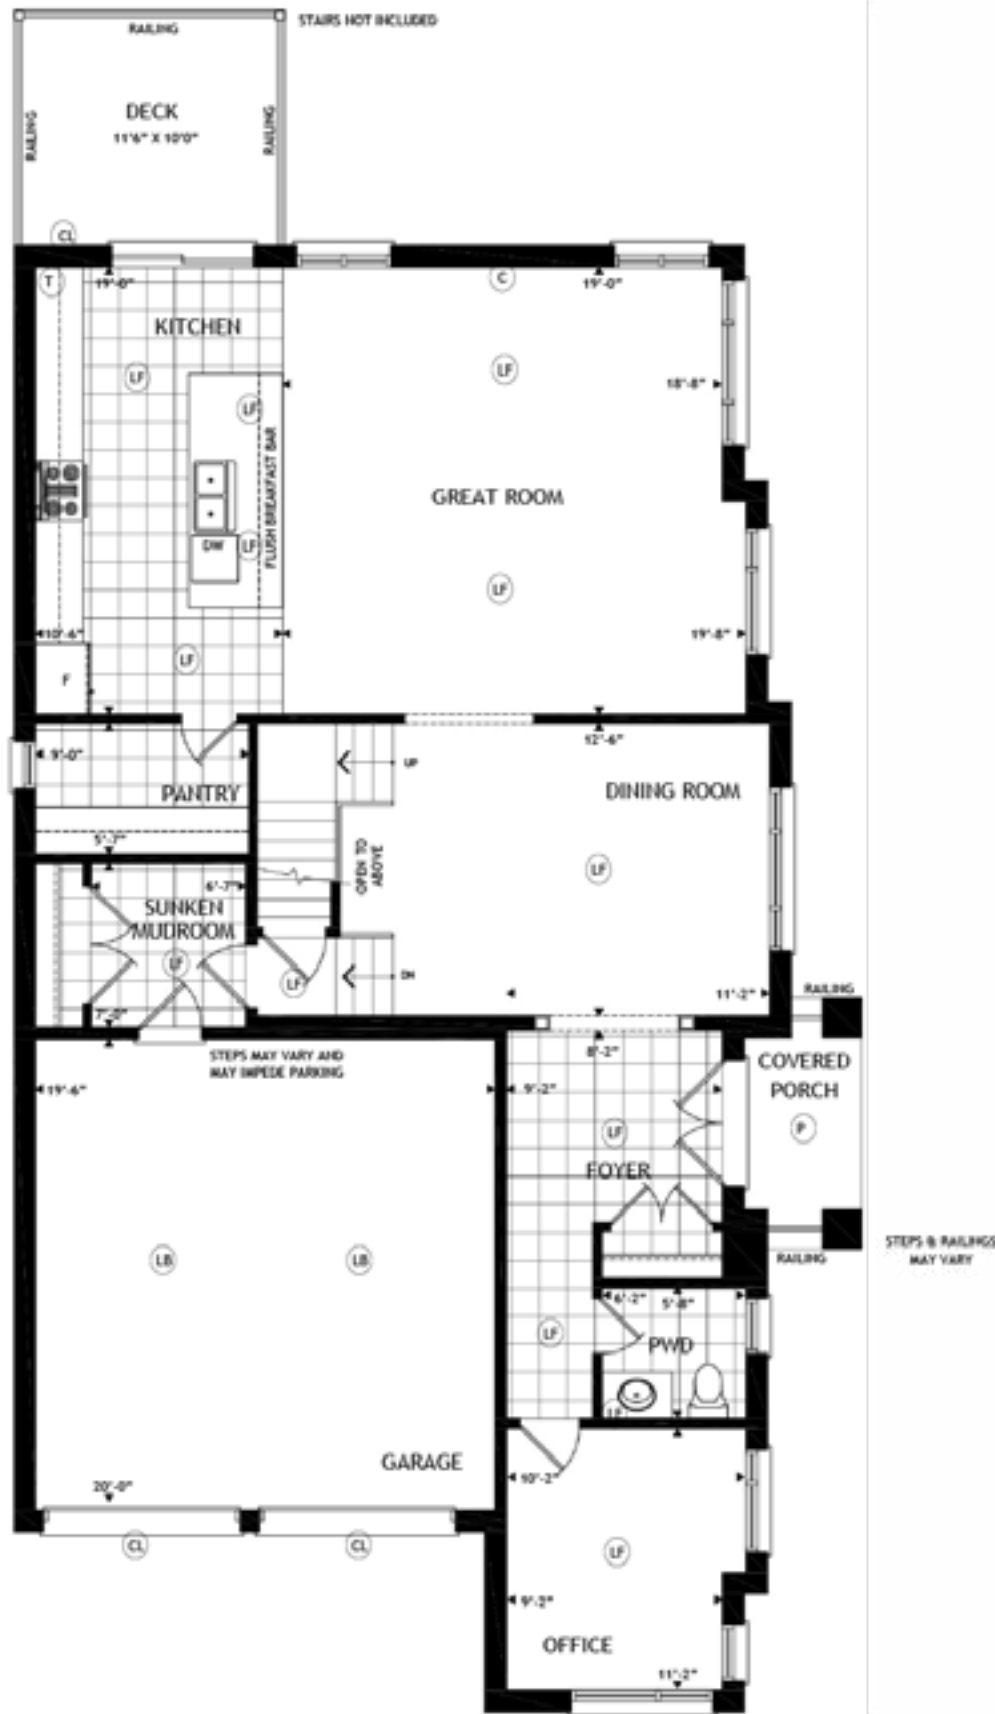 RAILING
STAIRS NOT INCLUDED
DECK
11'6" X 10'0"
RAILING
RAILING
CL
T
19'-0"
C
19'-0"
KITCHEN
LF
LF
18'-8"
LF
FLUSH BREAKFAST BAR
GREAT ROOM
DW
LF
LF
10'-6"
19'-8"
LF
F
12'-6"
9'-0"
UP
PANTRY
DINING ROOM
5'-7"
OPEN TO
ABOVE
LF
6'-7"
SUNKEN
MUDROOM
LF
LF
DN
11'-2"
RAILING
7'-0"
STEPS MAY VARY AND
MAY IMPEDE PARKING
8'-2"
COVERED
PORCH
19'-6"
9'-2"
P
LF
FOYER
STEPS & RAILINGS
MAY VARY
LB
LB
RAILING
6'-2"
5'-8"
LF
PWD
LF
GARAGE
10'-2"
20'-0"
CL
CL
LF
9'-2"
OFFICE
11'-2"